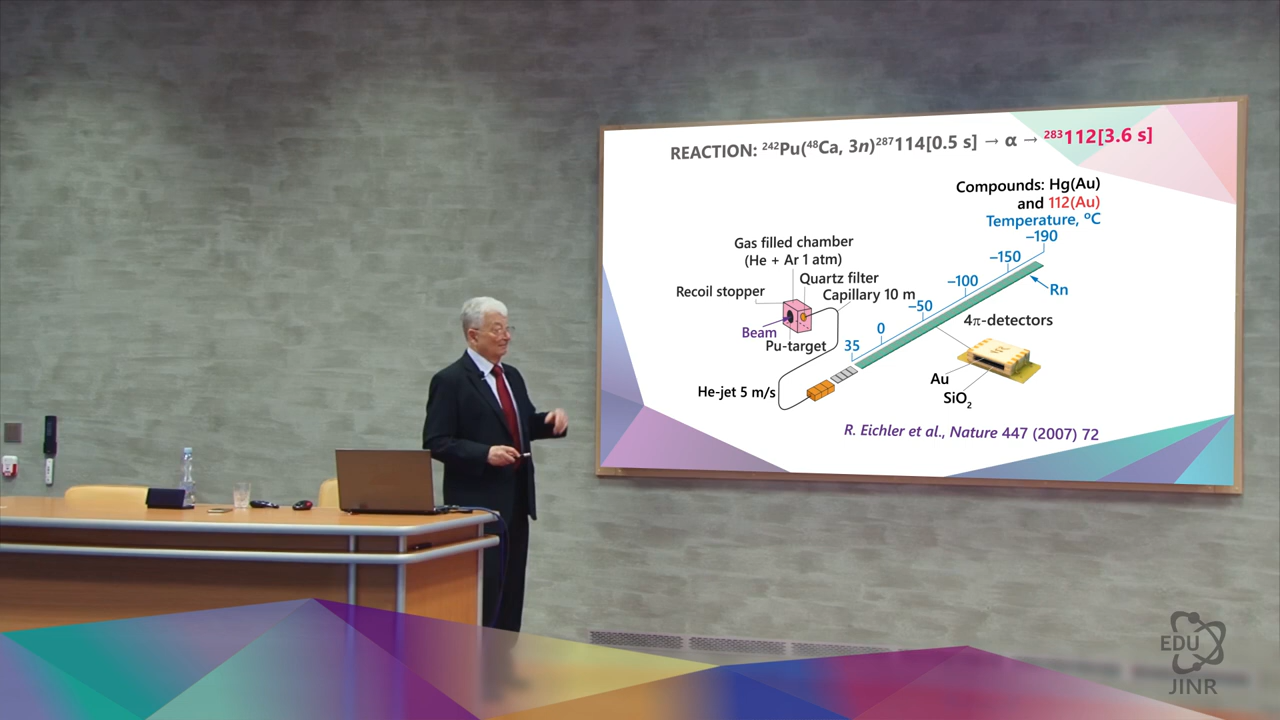 REACTION: ²⁴²Pu(⁴⁸Ca, 3n)²⁸⁷114[0.5 s] → α → ²⁸³112[3.6 s]
Compounds: Hg(Au)
and 112(Au)
Temperature, °C
–190
–150
–100
–50
0
35
Gas filled chamber
(He + Ar 1 atm)
Quartz filter
Recoil stopper
Capillary 10 m
Beam
Pu-target
He-jet 5 m/s
Rn
4π-detectors
Au
SiO₂
R. Eichler et al., Nature 447 (2007) 72
EDU
JINR